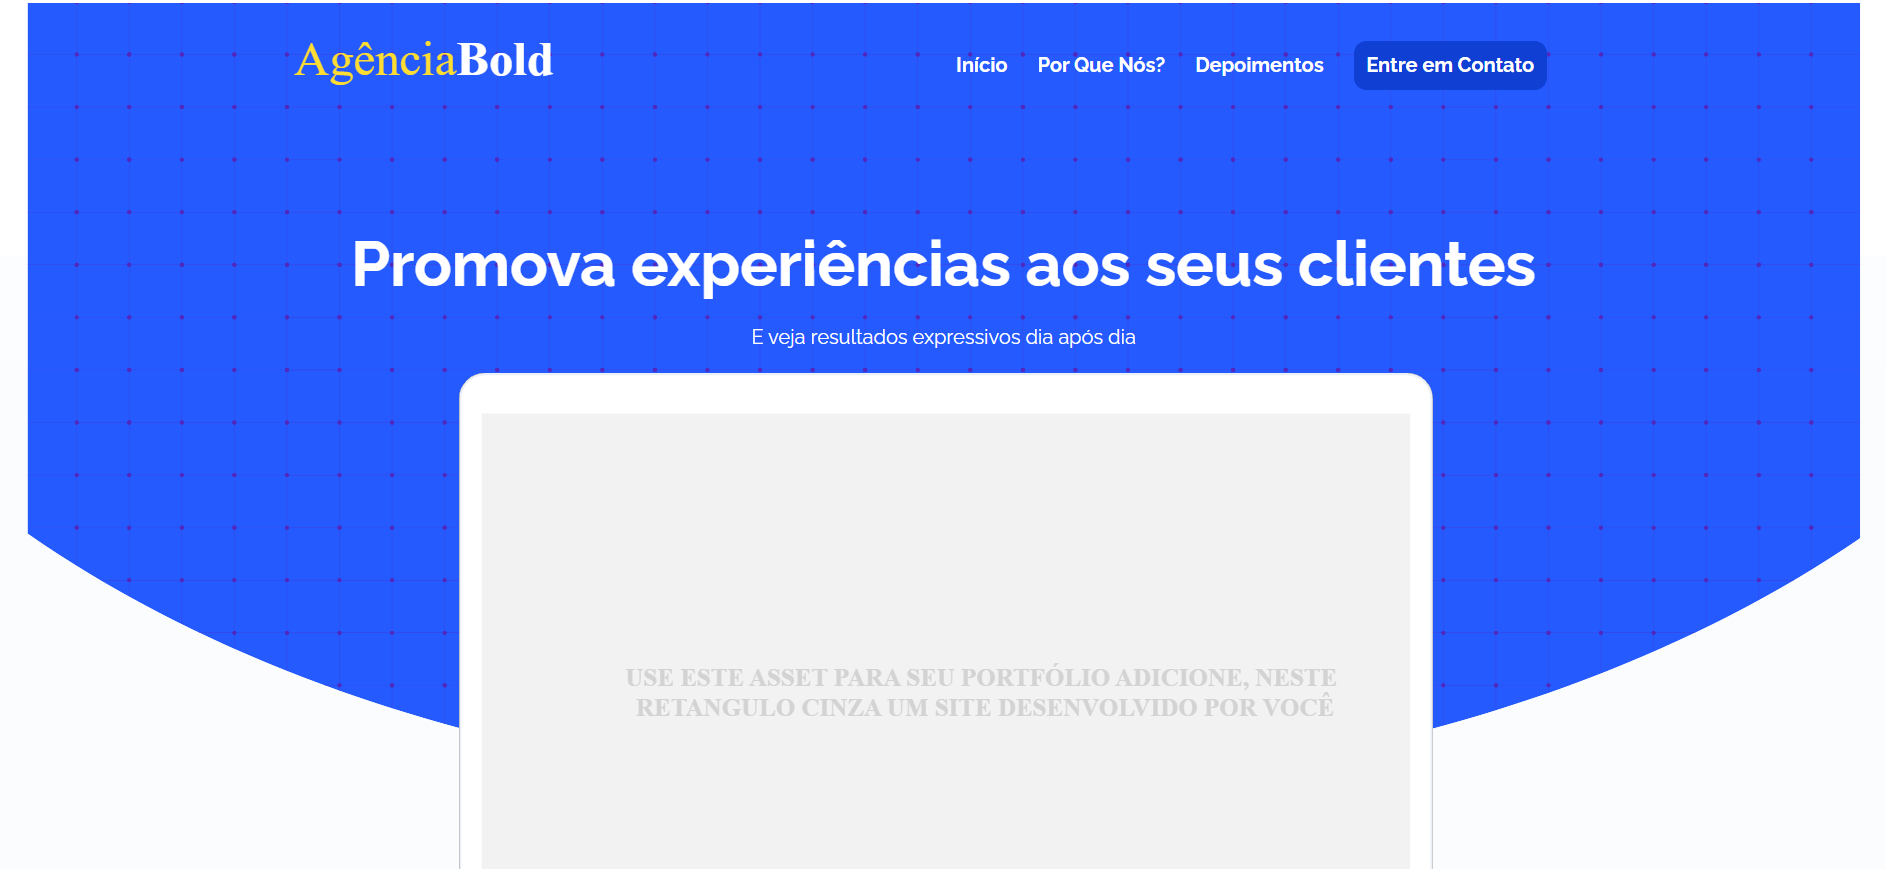 AgênciaBold
Início Por Que Nós? Depoimentos Entre em Contato
Promova experiências aos seus clientes
E veja resultados expressivos dia após dia
USE ESTE ASSET PARA SEU PORTFÓLIO ADICIONE, NESTE
RETANGULO CINZA UM SITE DESENVOLVIDO POR VOCÊ